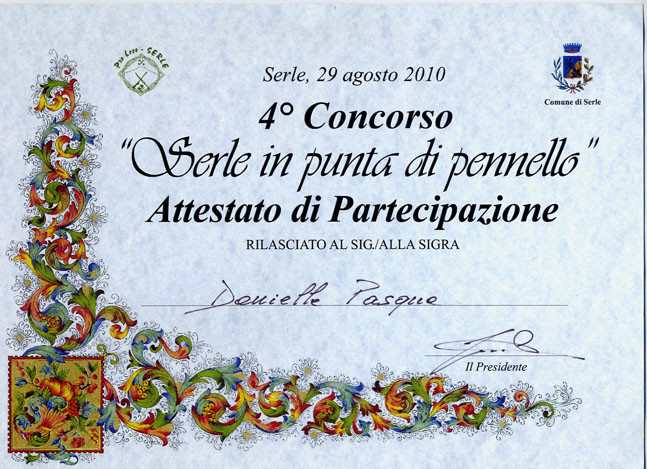 Pro Loco - SERLE
Serle, 29 agosto 2010
Comune di Serle
4° Concorso
"Serle in punta di pennello"
Attestato di Partecipazione
RILASCIATO AL SIG./ALLA SIGRA
Danielle Pasqua
Il Presidente